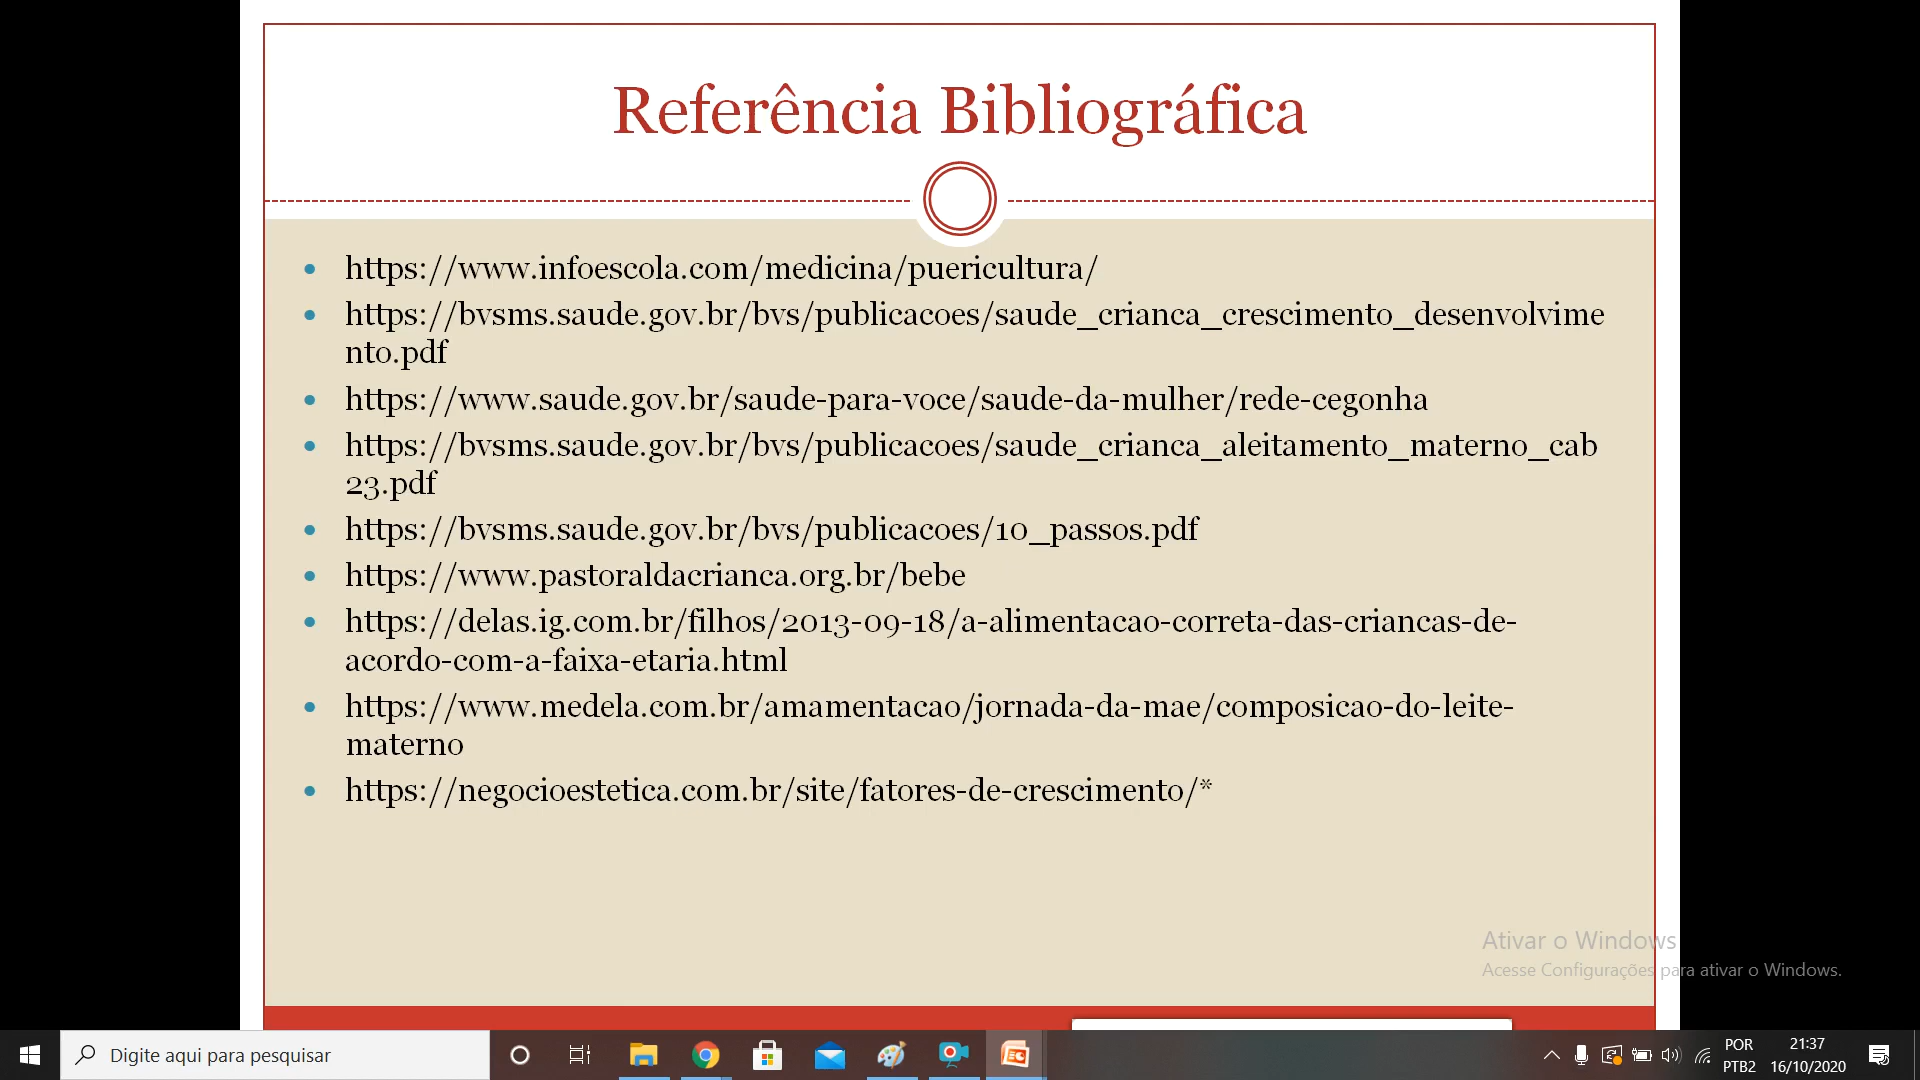 Referência Bibliográfica
https://www.infoescola.com/medicina/puericultura/
https://bvsms.saude.gov.br/bvs/publicacoes/saude_crianca_crescimento_desenvolvime
nto.pdf
https://www.saude.gov.br/saude-para-voce/saude-da-mulher/rede-cegonha
https://bvsms.saude.gov.br/bvs/publicacoes/saude_crianca_aleitamento_materno_cab
23.pdf
https://bvsms.saude.gov.br/bvs/publicacoes/10_passos.pdf
https://www.pastoraldacrianca.org.br/bebe
https://delas.ig.com.br/filhos/2013-09-18/a-alimentacao-correta-das-criancas-de-
acordo-com-a-faixa-etaria.html
https://www.medela.com.br/amamentacao/jornada-da-mae/composicao-do-leite-
materno
https://negocioestetica.com.br/site/fatores-de-crescimento/*
Ativar o Windows
Acesse Configurações para ativar o Windows.
Digite aqui para pesquisar
POR
PTB2
21:37
16/10/2020